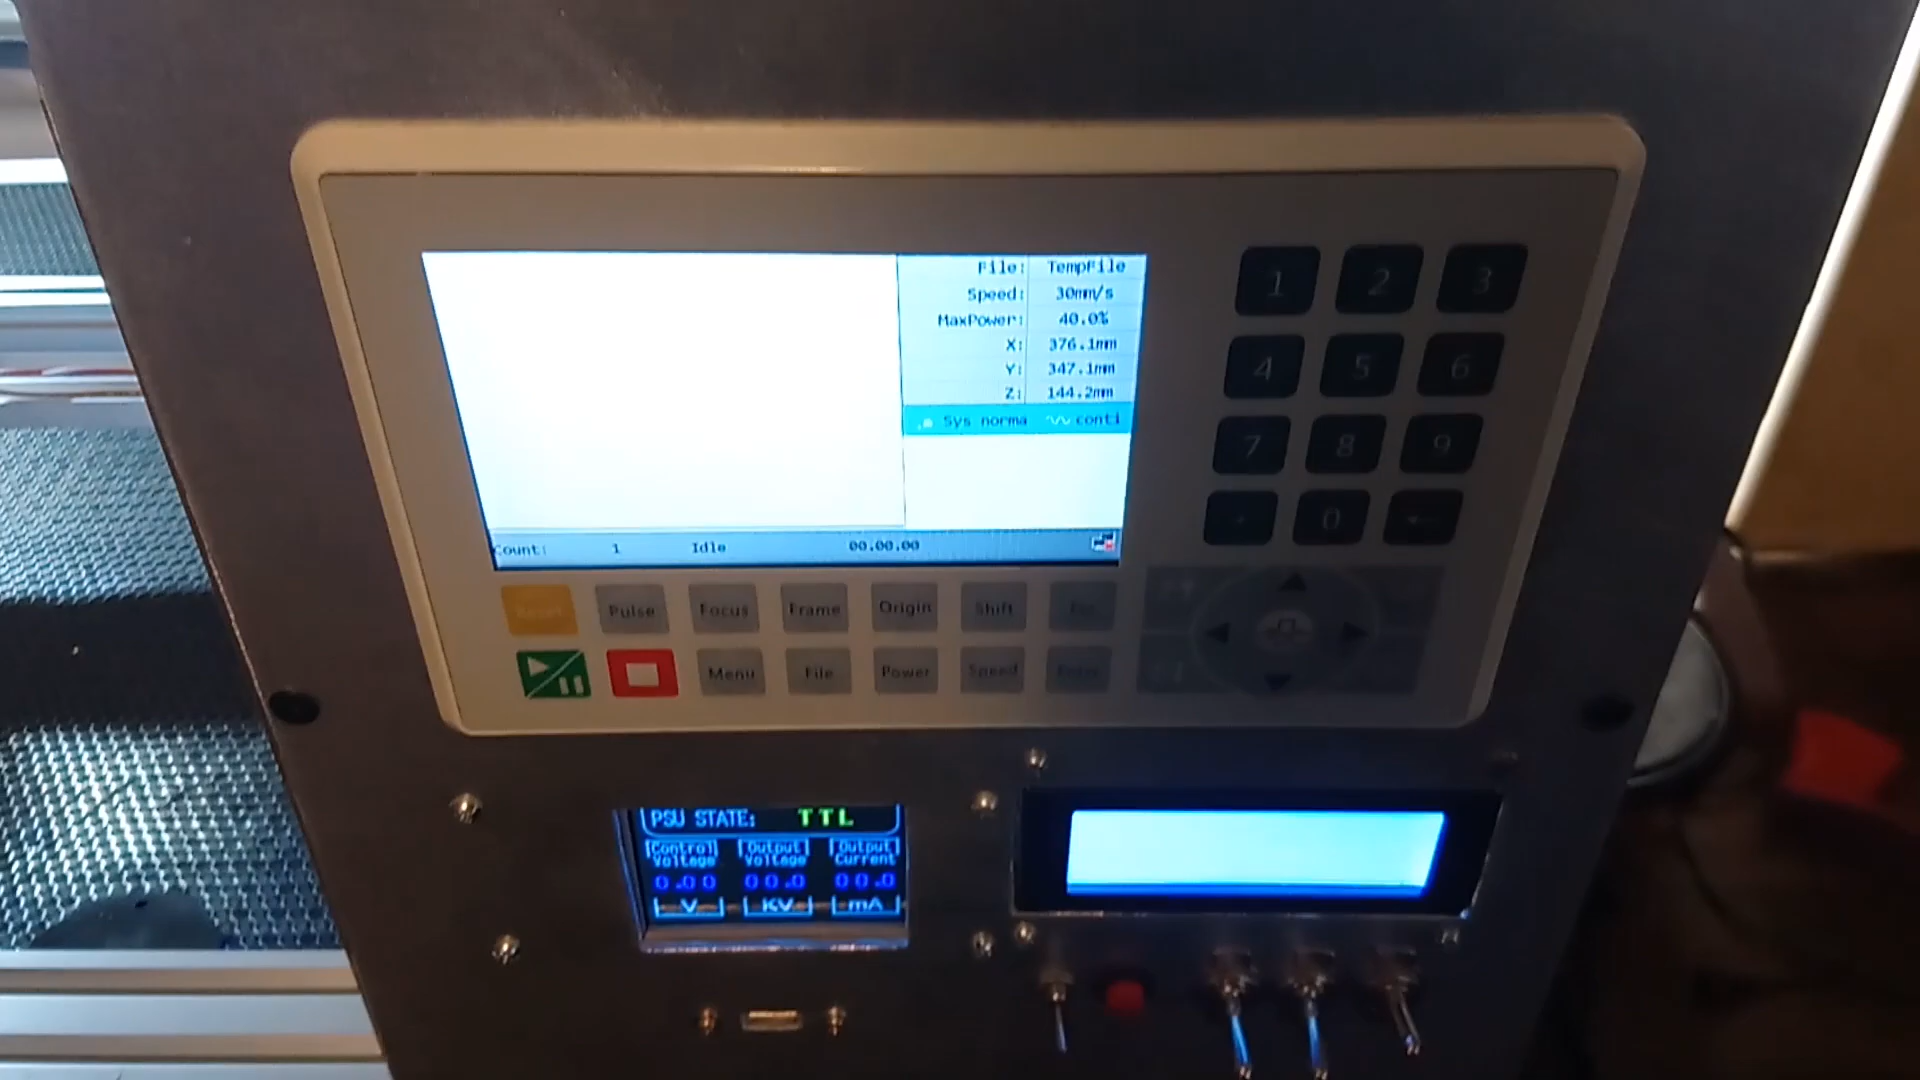 File: TempFile
Speed: 30mm/s
MaxPower: 40.0%
X: 376.1mm
Y: 347.1mm
Z: 144.2mm
Sys norma conti
Count: 1 Idle 00.00.00
1 2 3
4 5 6
7 8 9
0
Reset Pulse Focus Frame Origin Shift Esc
Menu File Power Speed Enter
PSU STATE: TTL
Control Output Output
Voltage Voltage Current
0.00 00.0 00.0
V KV mA